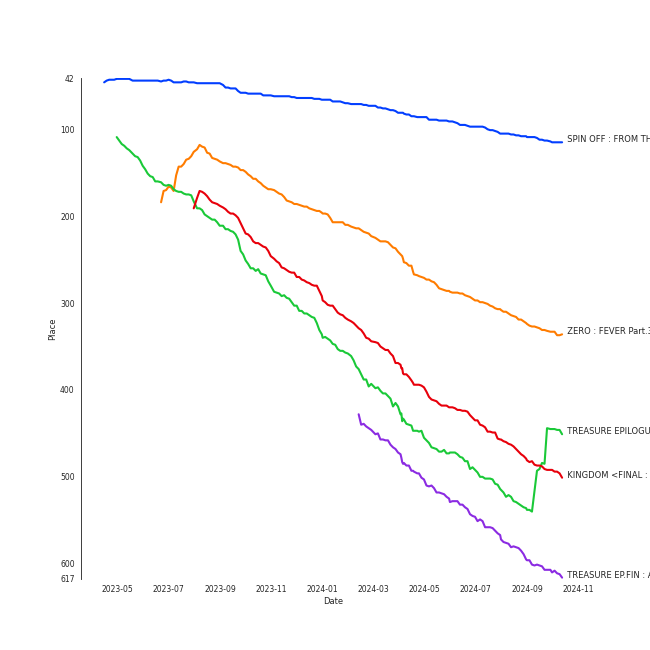 42
100
200
300
400
500
600
617
Place
2023-05 2023-07 2023-09 2023-11 2024-01 2024-03 2024-05 2024-07 2024-09 2024-11
Date
SPIN OFF : FROM TH
ZERO : FEVER Part.3
TREASURE EPILOGU
KINGDOM <FINAL :
TREASURE EP.FIN : A